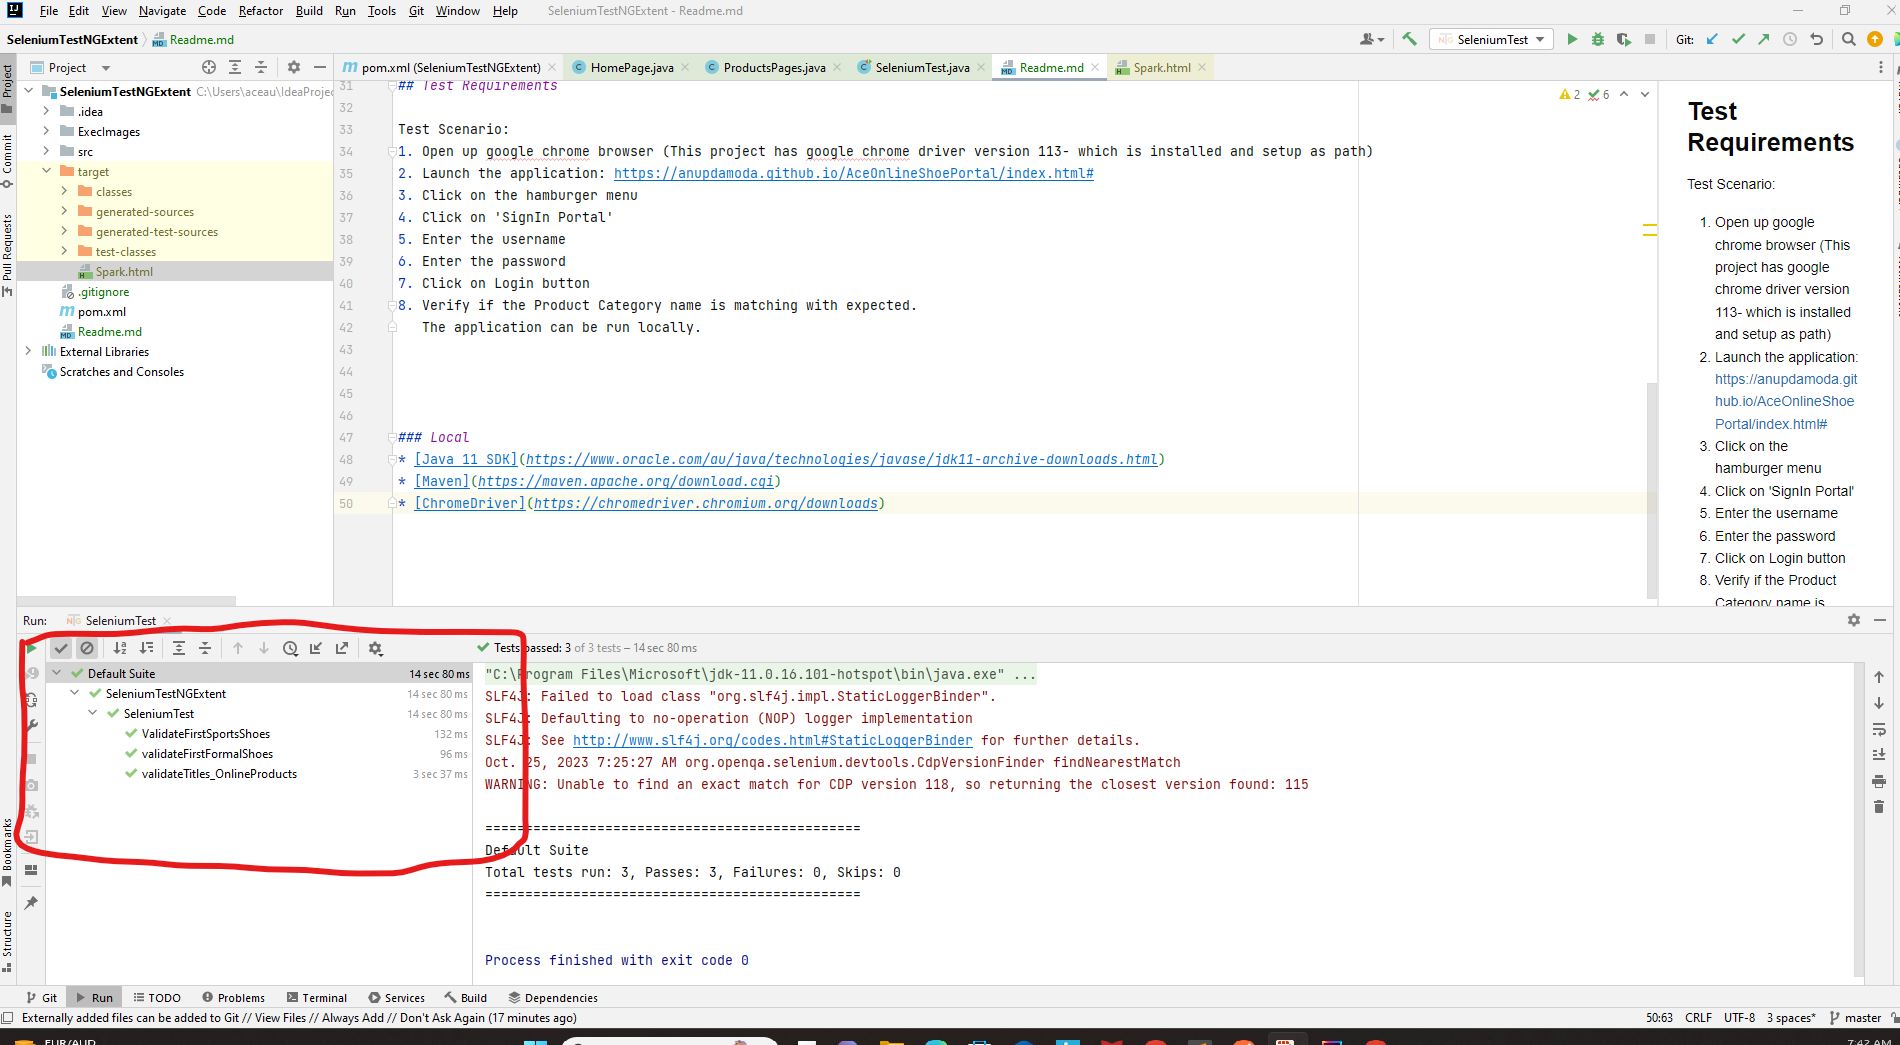 File Edit View Navigate Code Refactor Build Run Tools Git Window Help SeleniumTestNGExtent - Readme.md
SeleniumTestNGExtent Readme.md SeleniumTest Git:
Project pom.xml (SeleniumTestNGExtent) HomePage.java ProductsPages.java SeleniumTest.java Readme.md Spark.html
Project
Commit
Pull Requests
SeleniumTestNGExtent C:\Users\aceau\IdeaProjec
.idea
ExecImages
src
target
classes
generated-sources
generated-test-sources
test-classes
Spark.html
.gitignore
pom.xml
Readme.md
External Libraries
Scratches and Consoles
2 6
31 ## Test Requirements
32
33 Test Scenario:
34 1. Open up google chrome browser (This project has google chrome driver version 113- which is installed and setup as path)
35 2. Launch the application: https://anupdamoda.github.io/AceOnlineShoePortal/index.html#
36 3. Click on the hamburger menu
37 4. Click on 'SignIn Portal'
38 5. Enter the username
39 6. Enter the password
40 7. Click on Login button
41 8. Verify if the Product Category name is matching with expected.
42 The application can be run locally.
43
44
45
46
47 ### Local
48 * [Java 11 SDK](https://www.oracle.com/au/java/technologies/javase/jdk11-archive-downloads.html)
49 * [Maven](https://maven.apache.org/download.cgi)
50 * [ChromeDriver](https://chromedriver.chromium.org/downloads)
Test
Requirements
Test Scenario:
1. Open up google
chrome browser (This
project has google
chrome driver version
113- which is installed
and setup as path)
2. Launch the application:
https://anupdamoda.git
hub.io/AceOnlineShoe
Portal/index.html#
3. Click on the
hamburger menu
4. Click on 'SignIn Portal'
5. Enter the username
6. Enter the password
7. Click on Login button
8. Verify if the Product
Category name is
Run: SeleniumTest
Tests passed: 3 of 3 tests – 14 sec 80 ms
Default Suite 14 sec 80 ms
SeleniumTestNGExtent 14 sec 80 ms
SeleniumTest 14 sec 80 ms
ValidateFirstSportsShoes 132 ms
validateFirstFormalShoes 96 ms
validateTitles_OnlineProducts 3 sec 37 ms
"C:\Program Files\Microsoft\jdk-11.0.16.101-hotspot\bin\java.exe" ...
SLF4J: Failed to load class "org.slf4j.impl.StaticLoggerBinder".
SLF4J: Defaulting to no-operation (NOP) logger implementation
SLF4J: See http://www.slf4j.org/codes.html#StaticLoggerBinder for further details.
Oct. 25, 2023 7:25:27 AM org.openqa.selenium.devtools.CdpVersionFinder findNearestMatch
WARNING: Unable to find an exact match for CDP version 118, so returning the closest version found: 115
===============================================
Default Suite
Total tests run: 3, Passes: 3, Failures: 0, Skips: 0
===============================================
Process finished with exit code 0
Bookmarks
Structure
Git Run TODO Problems Terminal Services Build Dependencies
Externally added files can be added to Git // View Files // Always Add // Don't Ask Again (17 minutes ago) 50:63 CRLF UTF-8 3 spaces* master
EUR/AUD 7:42 AM